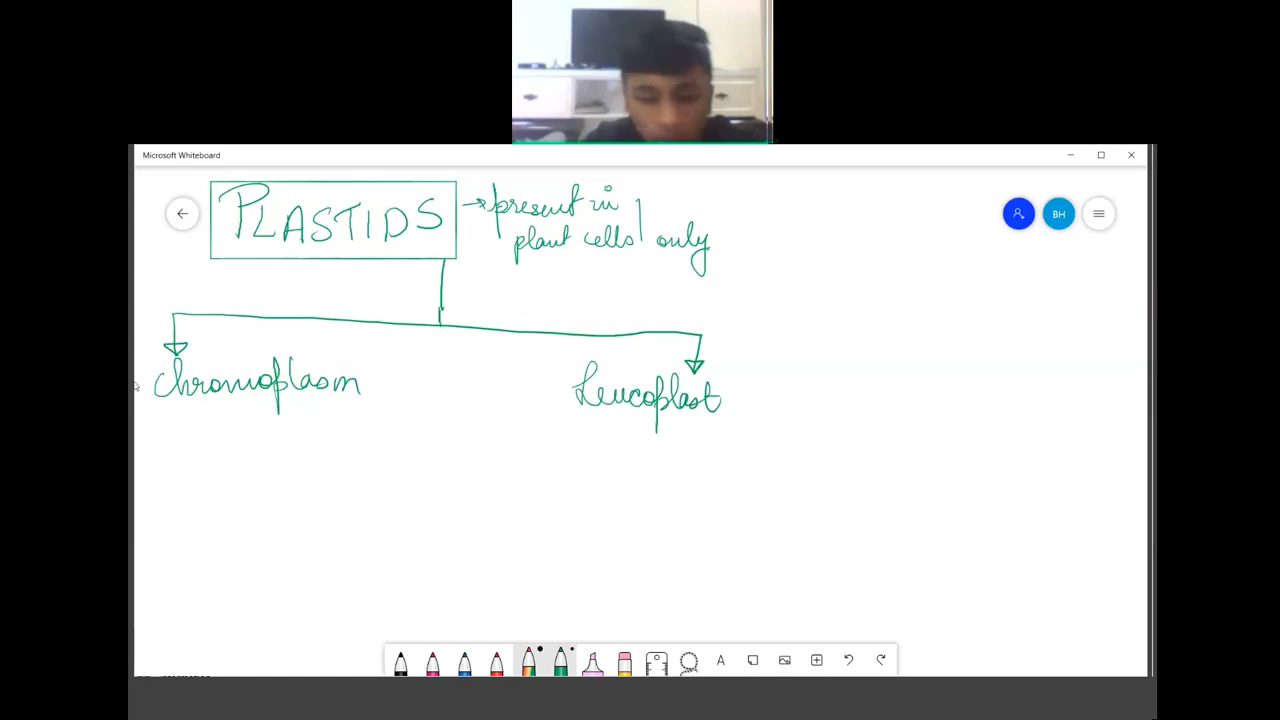 Microsoft Whiteboard
PLASTIDS → present in
plant cells only
Chromoplasm
Leucoplast
BH
A